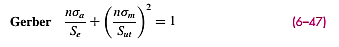 Gerber nσₐ/Sₑ + (nσₘ/Sᵤₜ)² = 1 (6–47)